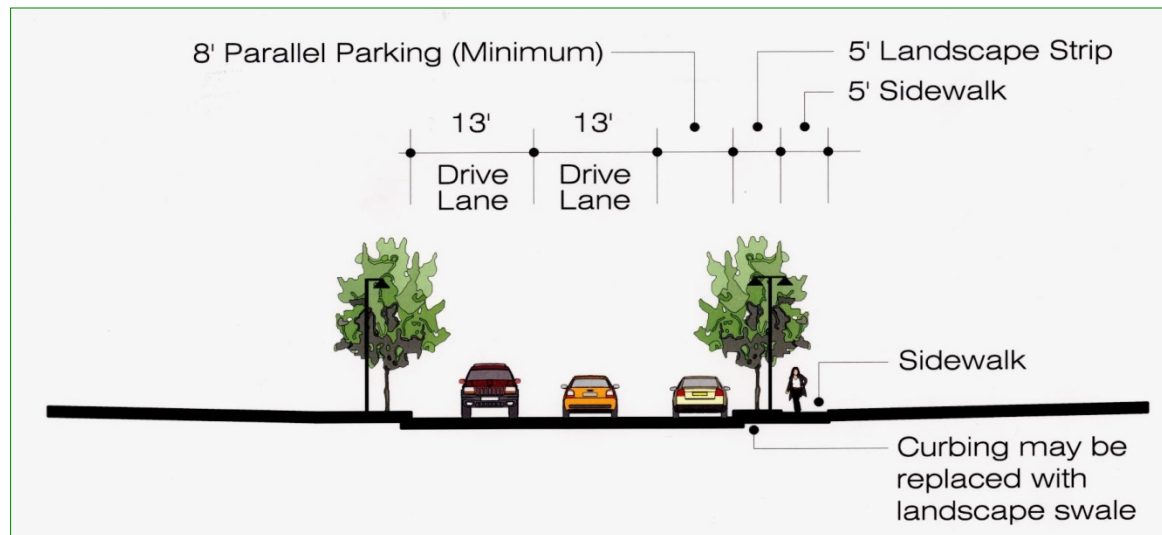 8' Parallel Parking (Minimum)
5' Landscape Strip
5' Sidewalk
13'
13'
Drive
Lane
Drive
Lane
Sidewalk
Curbing may be
replaced with
landscape swale